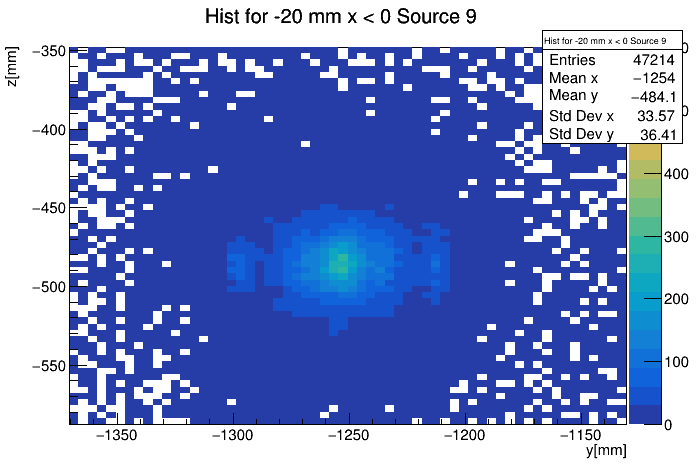 Hist for -20 mm x < 0 Source 9
Hist for -20 mm x < 0 Source 9
Entries 47214
Mean x −1254
Mean y −484.1
Std Dev x 33.57
Std Dev y 36.41
z[mm]
−350
−400
−450
−500
−550
−1350 −1300 −1250 −1200 −1150
y[mm]
0
0
400
300
200
100
0